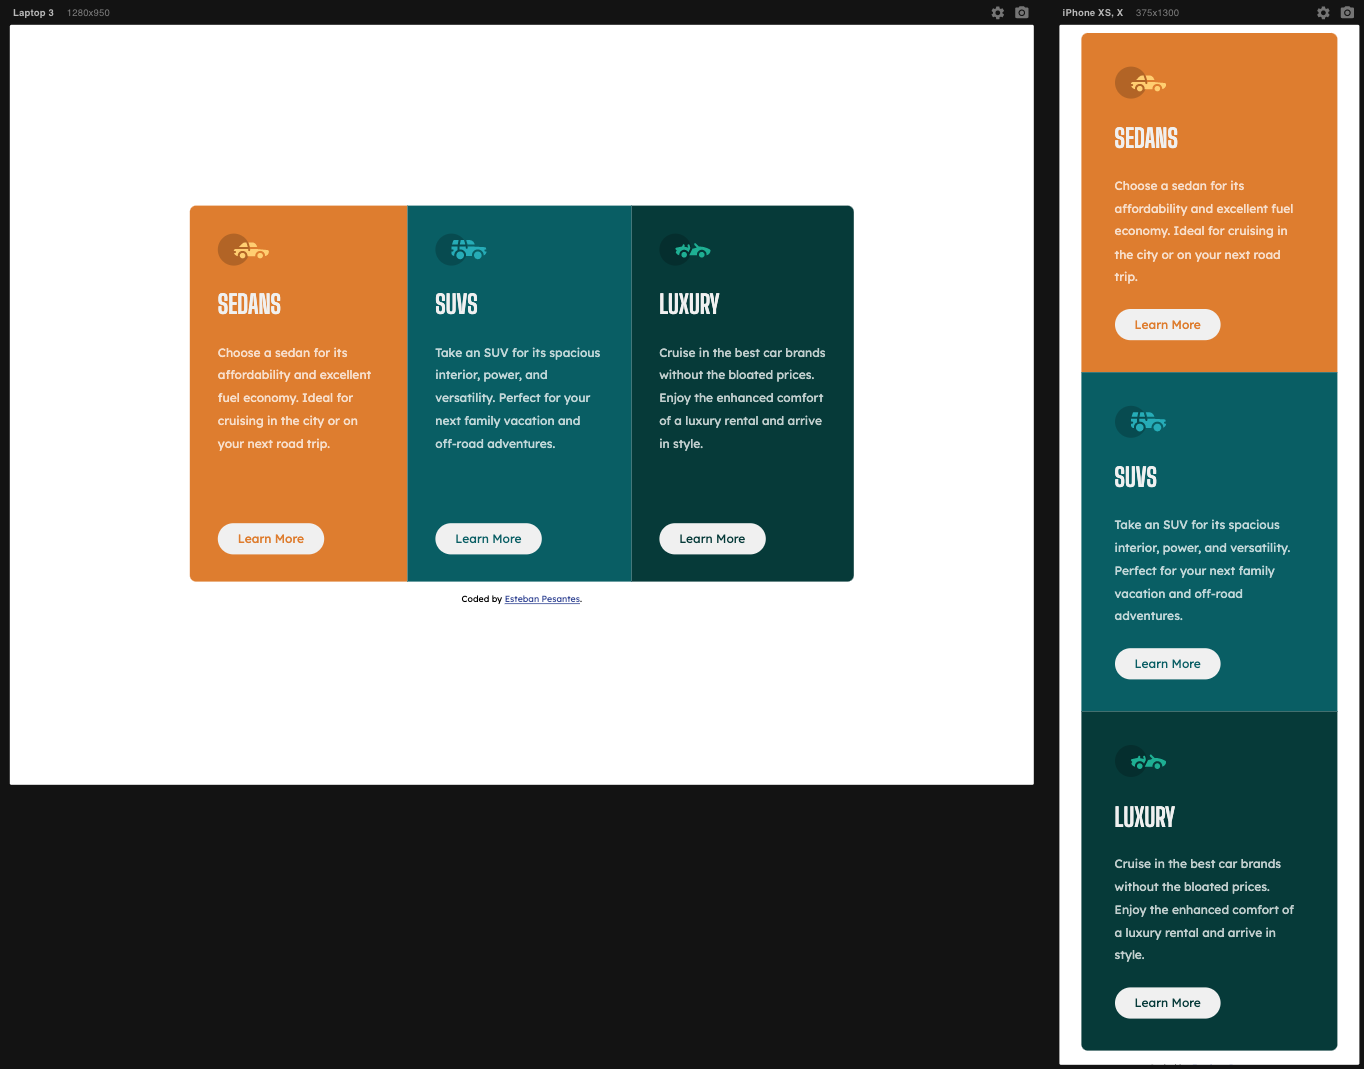 Laptop 3 1280x950
SEDANS
Choose a sedan for its
affordability and excellent
fuel economy. Ideal for
cruising in the city or on
your next road trip.
Learn More
SUVS
Take an SUV for its spacious
interior, power, and
versatility. Perfect for your
next family vacation and
off-road adventures.
Learn More
LUXURY
Cruise in the best car brands
without the bloated prices.
Enjoy the enhanced comfort
of a luxury rental and arrive
in style.
Learn More
Coded by Esteban Pesantes.
iPhone XS, X 375x1300
SEDANS
Choose a sedan for its
affordability and excellent fuel
economy. Ideal for cruising in
the city or on your next road
trip.
Learn More
SUVS
Take an SUV for its spacious
interior, power, and versatility.
Perfect for your next family
vacation and off-road
adventures.
Learn More
LUXURY
Cruise in the best car brands
without the bloated prices.
Enjoy the enhanced comfort of
a luxury rental and arrive in
style.
Learn More